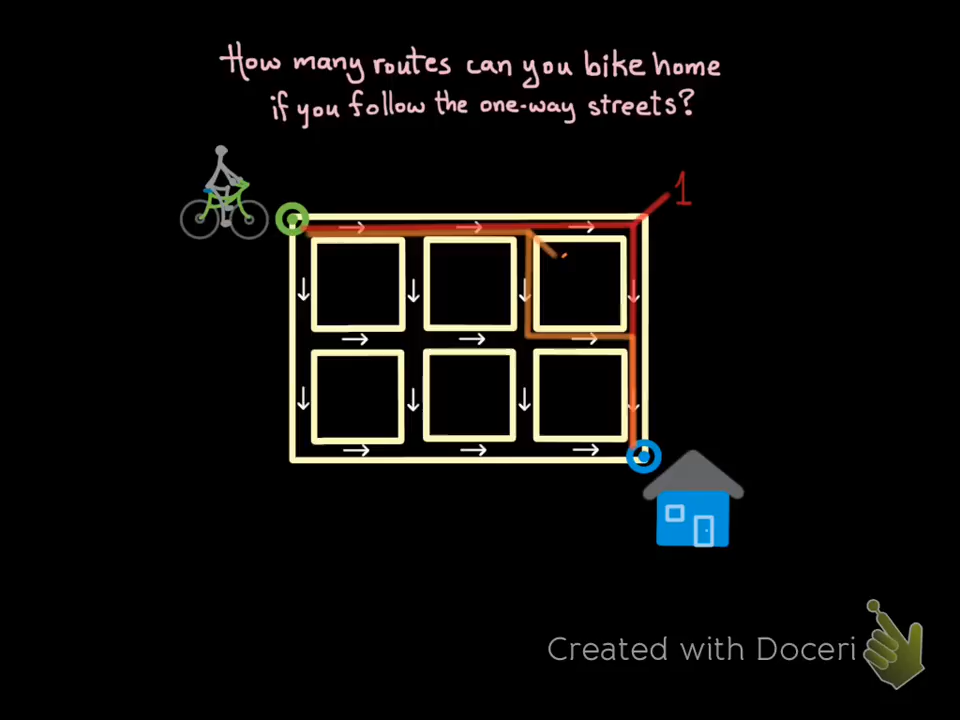 How many routes can you bike home
if you follow the one-way streets?
1
Created with Doceri